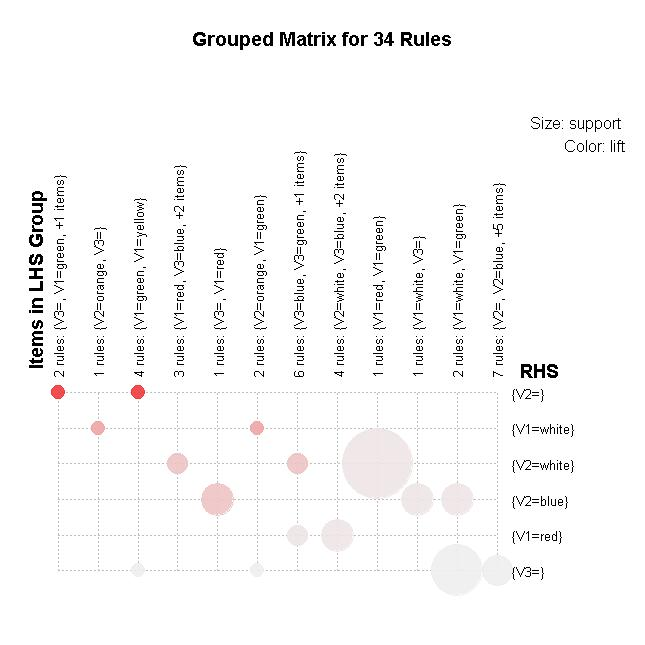 Grouped Matrix for 34 Rules
Size: support
Color: lift
Items in LHS Group
2 rules: {V3=, V1=green, +1 items}
1 rules: {V2=orange, V3=}
4 rules: {V1=green, V1=yellow}
3 rules: {V1=red, V3=blue, +2 items}
1 rules: {V3=, V1=red}
2 rules: {V2=orange, V1=green}
6 rules: {V3=blue, V3=green, +1 items}
4 rules: {V2=white, V3=blue, +2 items}
1 rules: {V1=red, V1=green}
1 rules: {V1=white, V3=}
2 rules: {V1=white, V1=green}
7 rules: {V2=, V2=blue, +5 items}
RHS
{V2=}
{V1=white}
{V2=white}
{V2=blue}
{V1=red}
{V3=}